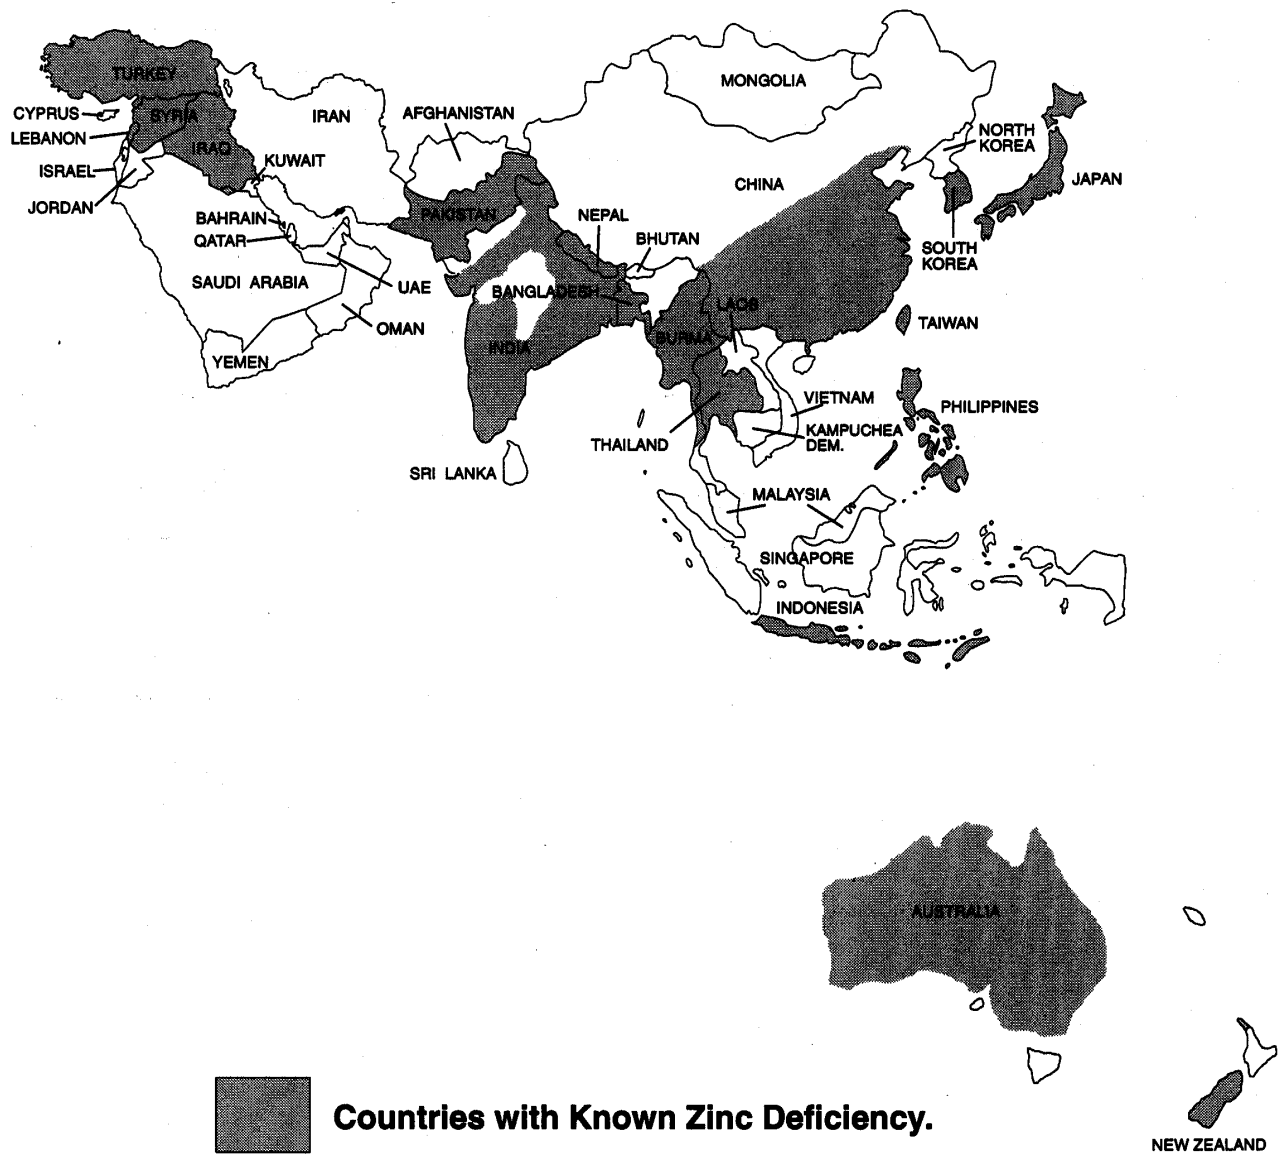 TURKEY
CYPRUS
SYRIA
LEBANON
IRAQ
ISRAEL
JORDAN
KUWAIT
IRAN
AFGHANISTAN
MONGOLIA
NORTH
KOREA
CHINA
JAPAN
BAHRAIN
QATAR
PAKISTAN
NEPAL
BHUTAN
SOUTH
KOREA
SAUDI ARABIA
UAE
BANGLADESH
LAOS
TAIWAN
OMAN
YEMEN
INDIA
BURMA
VIETNAM
PHILIPPINES
THAILAND
KAMPUCHEA
DEM.
SRI LANKA
MALAYSIA
SINGAPORE
INDONESIA
AUSTRALIA
Countries with Known Zinc Deficiency.
NEW ZEALAND